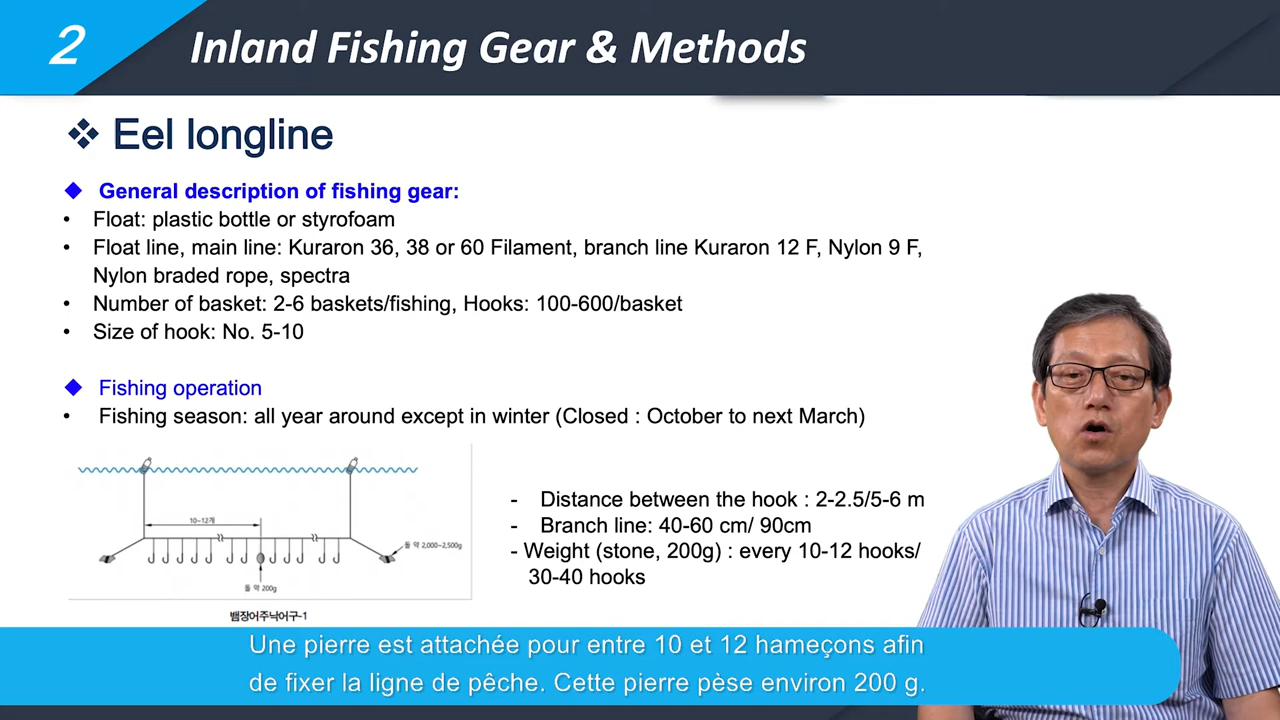 2
Inland Fishing Gear & Methods
❖ Eel longline
◆ General description of fishing gear:
• Float: plastic bottle or styrofoam
• Float line, main line: Kuraron 36, 38 or 60 Filament, branch line Kuraron 12 F, Nylon 9 F,
Nylon braded rope, spectra
• Number of basket: 2-6 baskets/fishing, Hooks: 100-600/basket
• Size of hook: No. 5-10
◆ Fishing operation
• Fishing season: all year around except in winter (Closed : October to next March)
10~12개
돌 약 2,000~2,500g
돌 약 200g
뱀장어주낙어구-1
- Distance between the hook : 2-2.5/5-6 m
- Branch line: 40-60 cm/ 90cm
- Weight (stone, 200g) : every 10-12 hooks/
30-40 hooks
Une pierre est attachée pour entre 10 et 12 hameçons afin
de fixer la ligne de pêche. Cette pierre pèse environ 200 g.